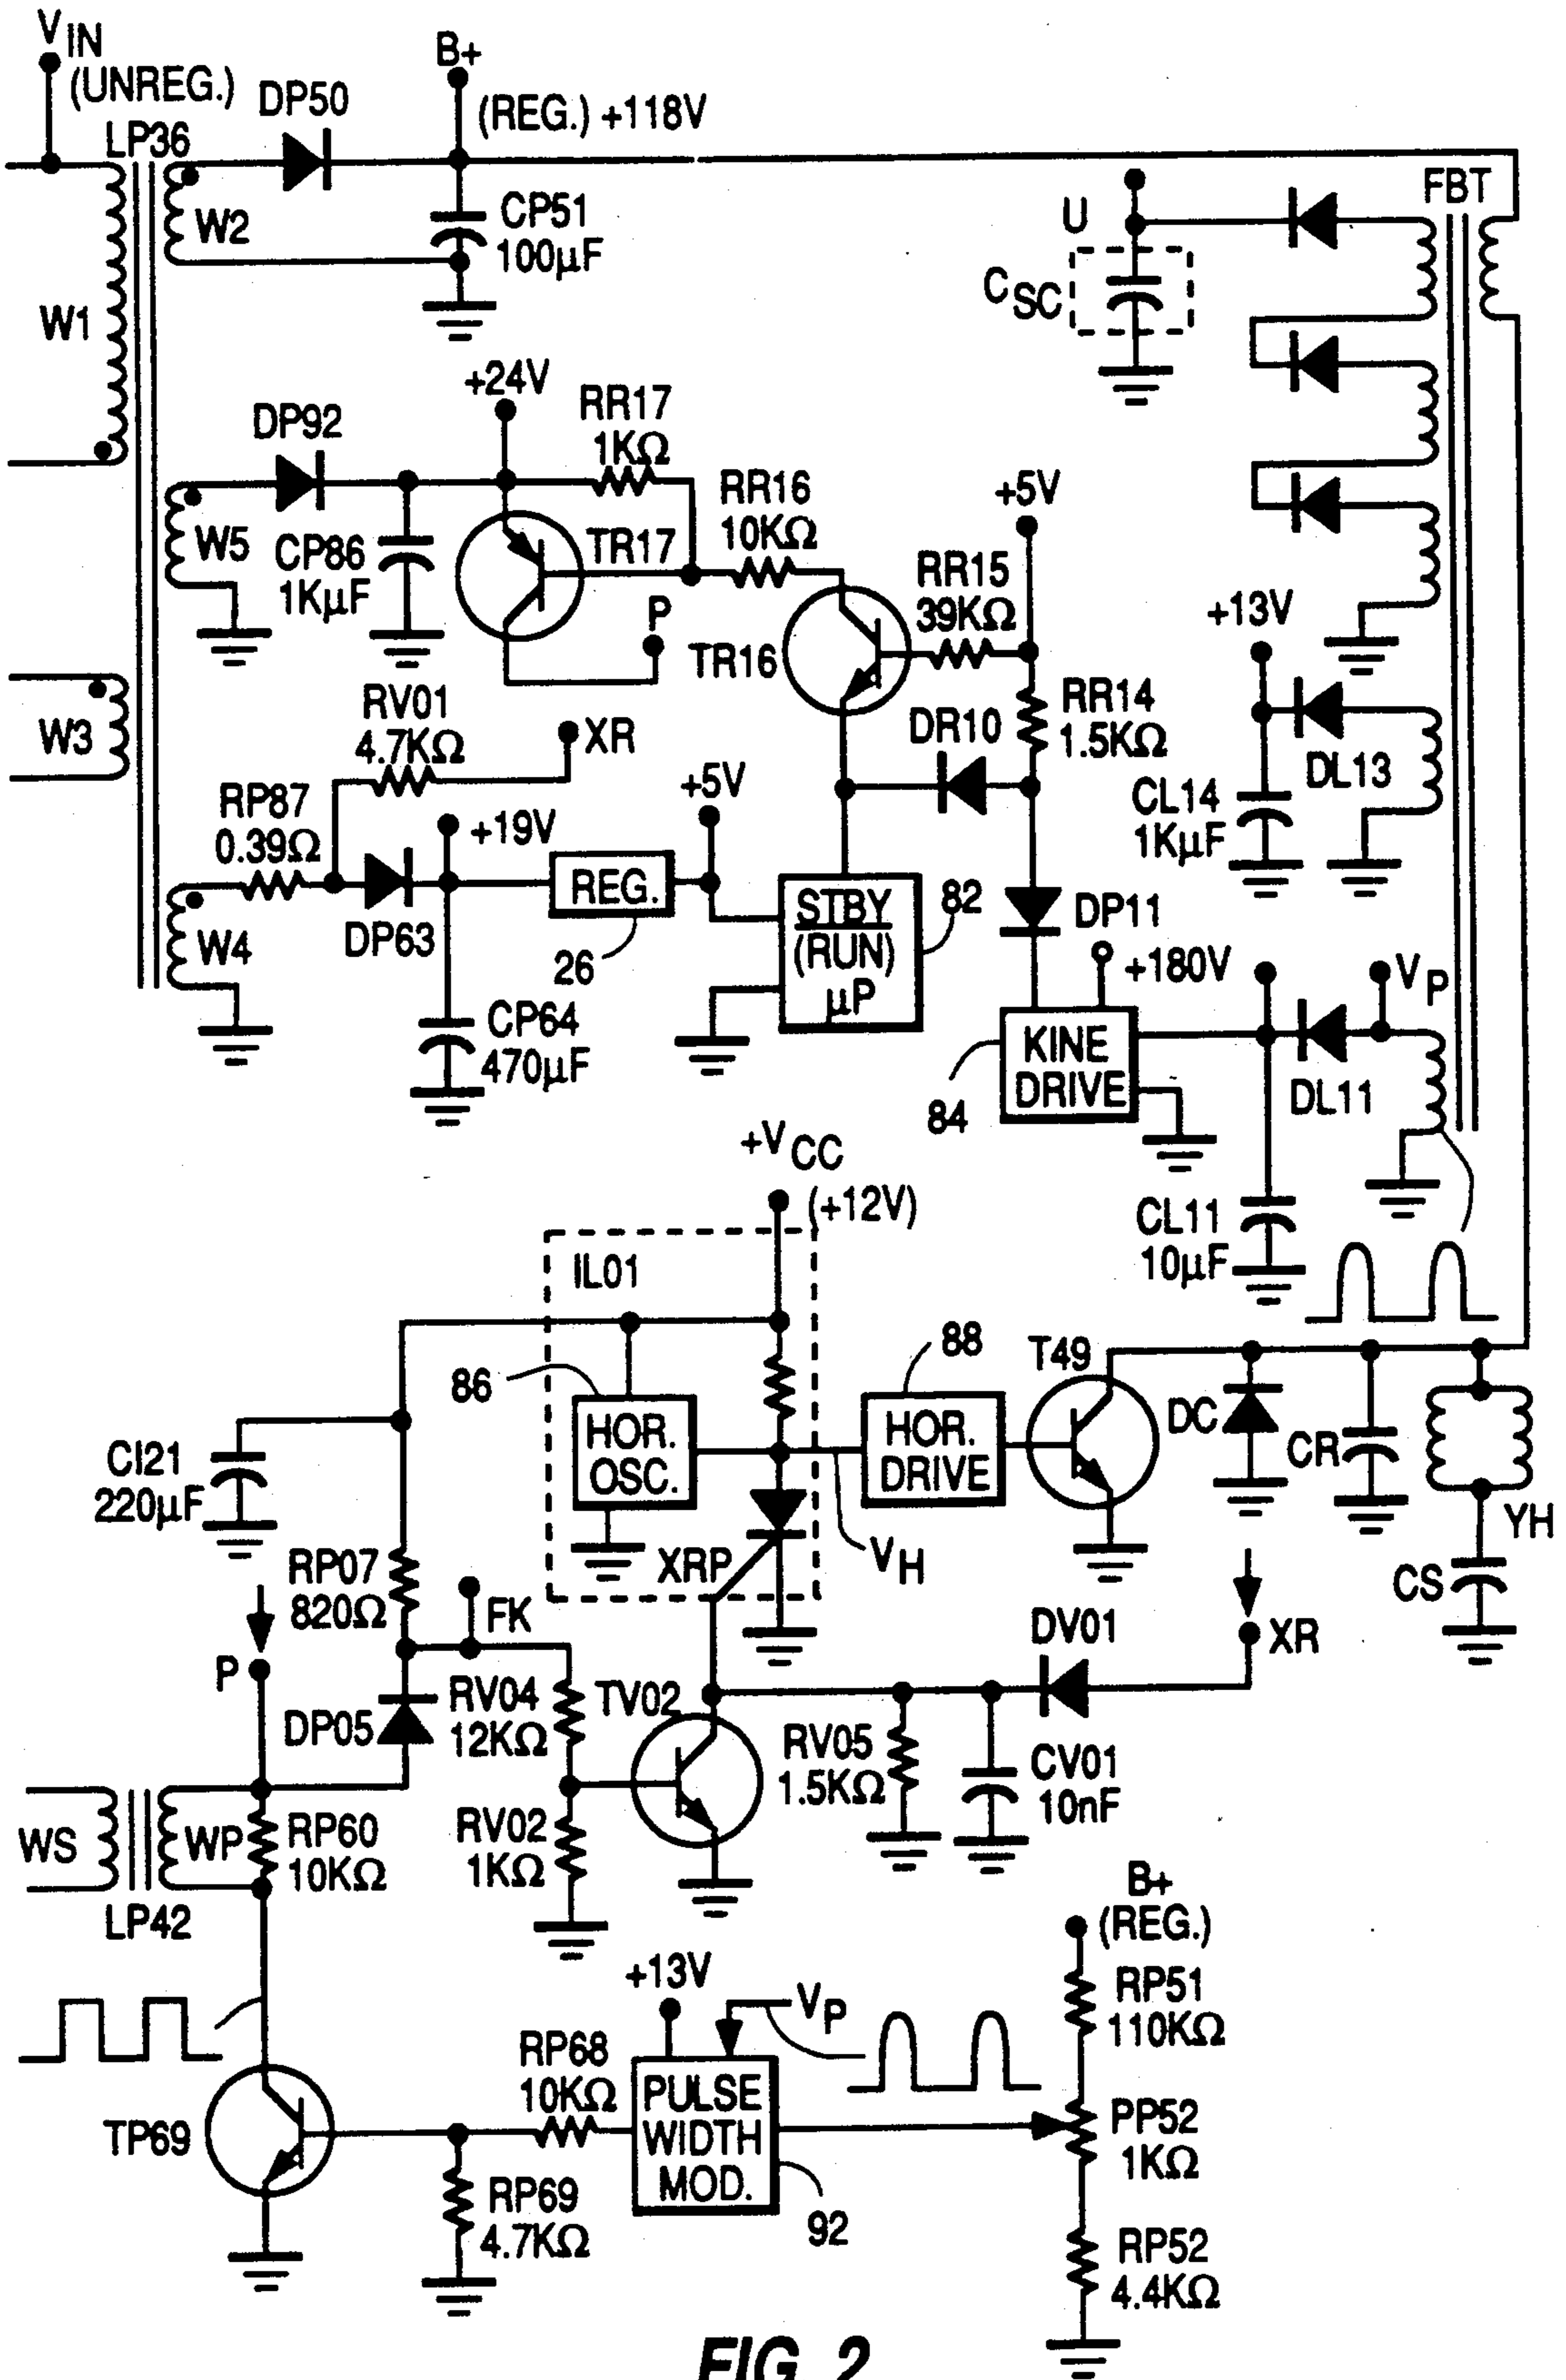 V IN
(UNREG.)
B+
(REG.) +118V
DP50
LP36
W2
CP51
100µF
W1
U
CSC
FBT
+24V
RR17
1KΩ
DP92
RR16
10KΩ
+5V
W5
CP86
1KµF
TR17
P
RR15
39KΩ
TR16
+13V
W3
RV01
4.7KΩ
XR
DR10
RR14
1.5KΩ
DL13
CL14
1KµF
RP87
0.39Ω
+19V
+5V
REG.
STBY
(RUN)
µP
82
DP11
W4
DP63
26
+180V
VP
CP64
470µF
KINE
DRIVE
84
DL11
+VCC
(+12V)
CL11
10µF
IL01
86
88
T49
HOR.
OSC.
HOR.
DRIVE
DC
CR
CI21
220µF
YH
XRP
VH
RP07
820Ω
FK
CS
DV01
XR
P
RV04
12KΩ
TV02
DP05
RV05
1.5KΩ
CV01
10nF
WS
WP
RP60
10KΩ
RV02
1KΩ
LP42
B+
(REG.)
+13V
VP
RP51
110KΩ
RP68
10KΩ
PULSE
WIDTH
MOD.
PP52
1KΩ
TP69
RP69
4.7KΩ
92
RP52
4.4KΩ
FIG. 2